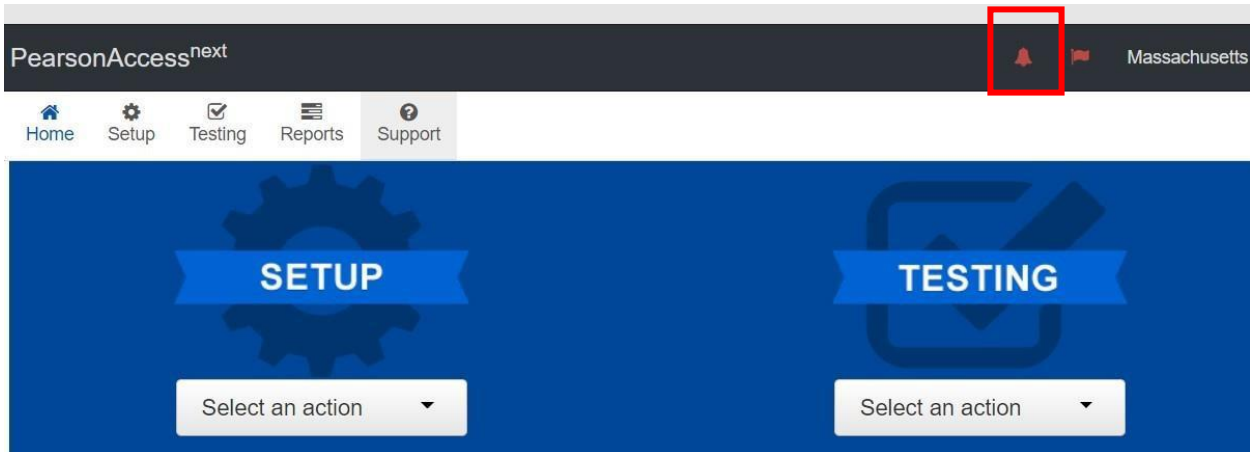 PearsonAccessnext
Massachusetts
Home Setup Testing Reports Support
SETUP TESTING
Select an action Select an action